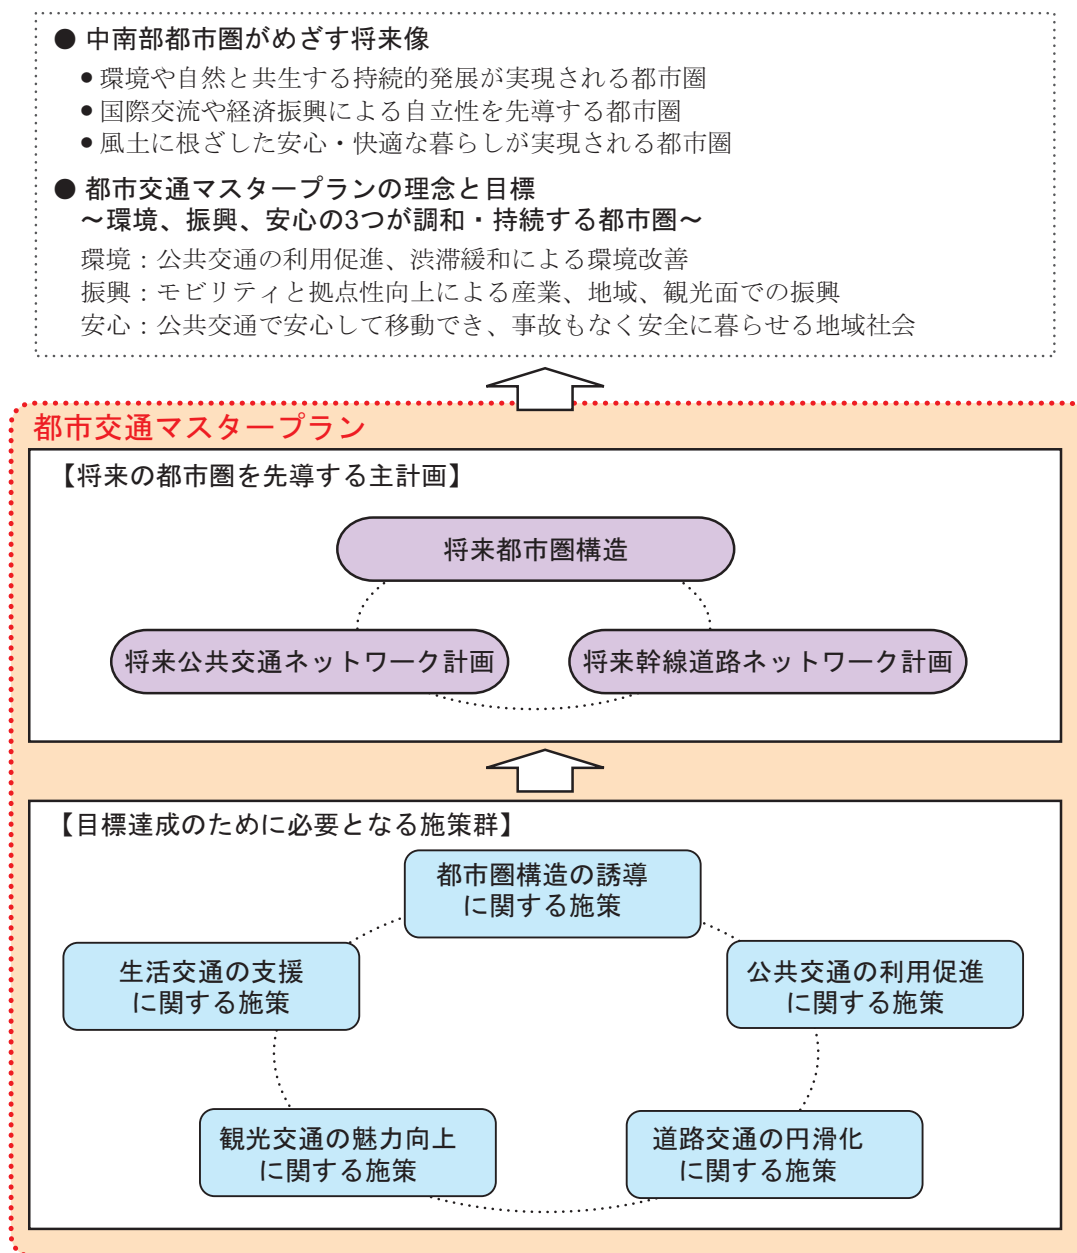 ● 中南部都市圏がめざす将来像
● 環境や自然と共生する持続的発展が実現される都市圏
● 国際交流や経済振興による自立性を先導する都市圏
● 風土に根ざした安心・快適な暮らしが実現される都市圏
● 都市交通マスタープランの理念と目標
～環境、振興、安心の3つが調和・持続する都市圏～
環境：公共交通の利用促進、渋滞緩和による環境改善
振興：モビリティと拠点性向上による産業、地域、観光面での振興
安心：公共交通で安心して移動でき、事故もなく安全に暮らせる地域社会
都市交通マスタープラン
【将来の都市圏を先導する主計画】
将来都市圏構造
将来公共交通ネットワーク計画
将来幹線道路ネットワーク計画
【目標達成のために必要となる施策群】
都市圏構造の誘導
に関する施策
生活交通の支援
に関する施策
公共交通の利用促進
に関する施策
観光交通の魅力向上
に関する施策
道路交通の円滑化
に関する施策